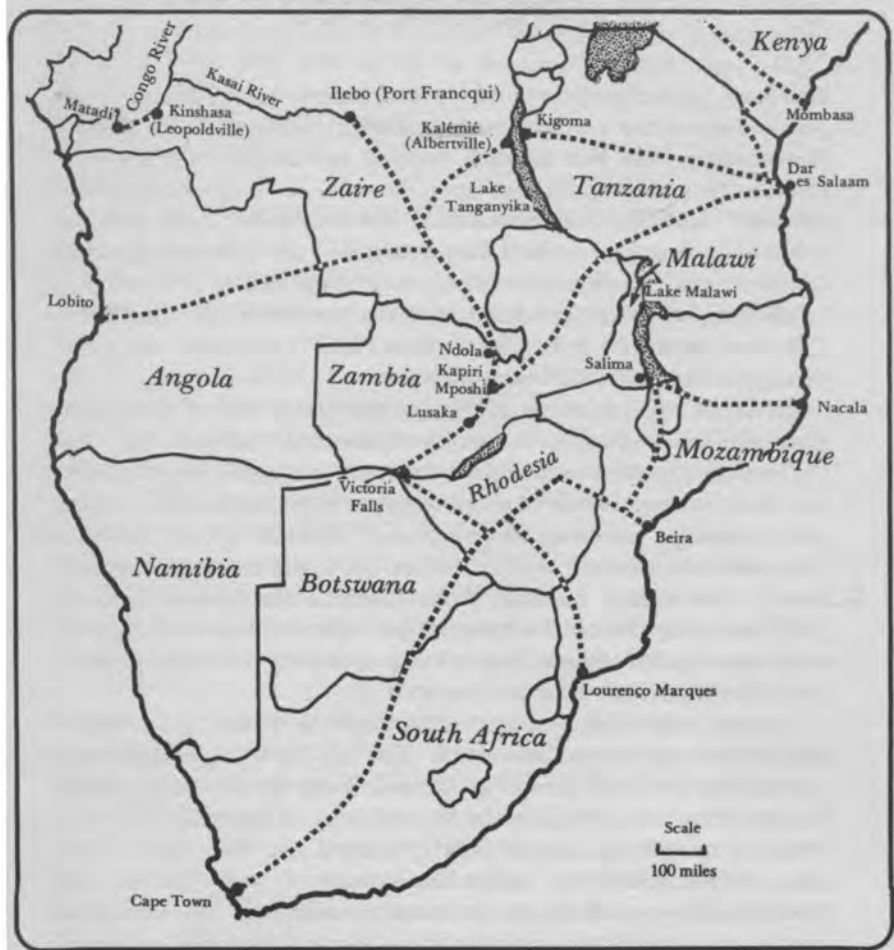 Kenya
Congo River
Kasai River
Ilebo (Port Francqui)
Matadi
Kinshasa
(Leopoldville)
Mombasa
Kalémié
(Albertville)
Kigoma
Zaire
Lake
Tanganyika
Tanzania
Dar
es Salaam
Malawi
Lake Malawi
Lobito
Ndola
Kapiri
Mposhi
Salima
Angola
Zambia
Lusaka
Nacala
Mozambique
Rhodesia
Victoria
Falls
Beira
Namibia
Botswana
Lourenço Marques
South Africa
Scale
100 miles
Cape Town